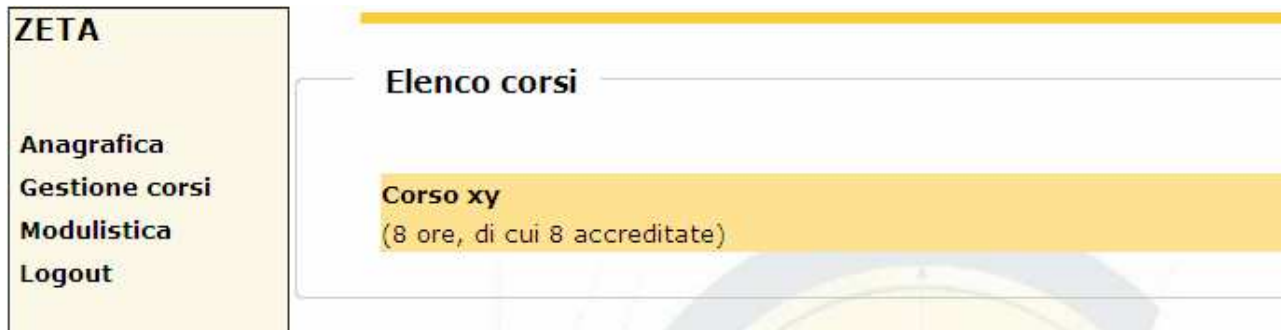 ZETA
Anagrafica
Gestione corsi
Modulistica
Logout
Elenco corsi
Corso xy
(8 ore, di cui 8 accreditate)